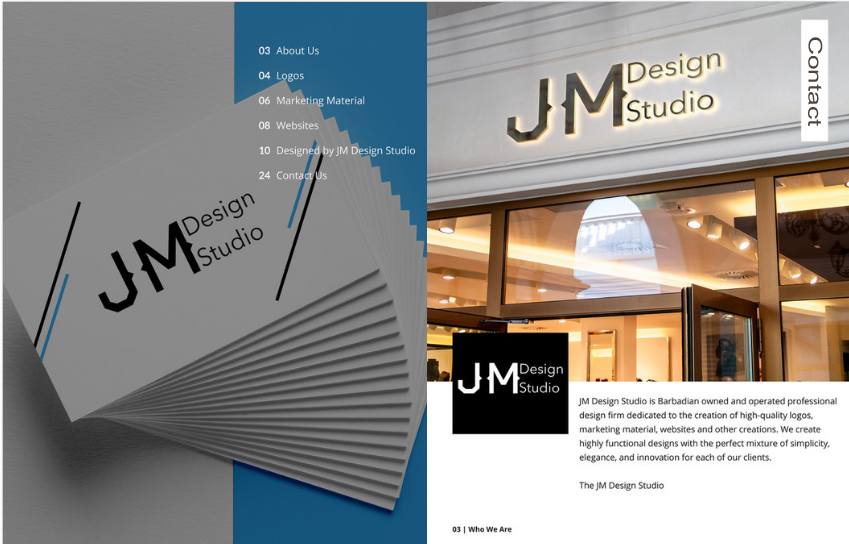 03 About Us
04 Logos
06 Marketing Material
08 Websites
10 Designed by JM Design Studio
24 Contact Us
JM Design
Studio
JM Design
Studio
Contact
JM Design
Studio
JM Design Studio is Barbadian owned and operated professional
design firm dedicated to the creation of high-quality logos,
marketing material, websites and other creations. We create
highly functional designs with the perfect mixture of simplicity,
elegance, and innovation for each of our clients.
The JM Design Studio
03 | Who We Are